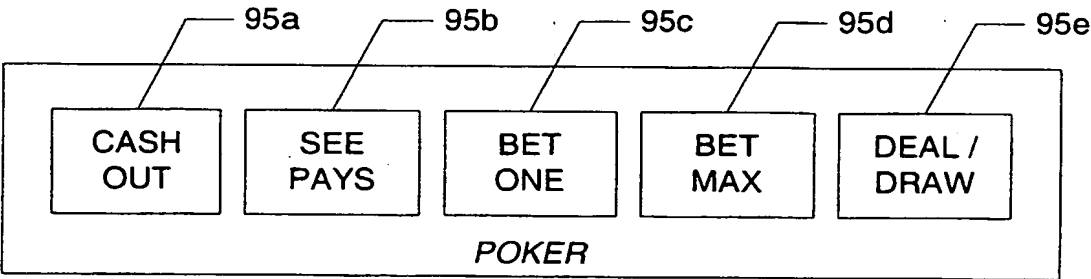 95a 95b 95c 95d 95e
CASH OUT
SEE PAYS
BET ONE
BET MAX
DEAL / DRAW
POKER